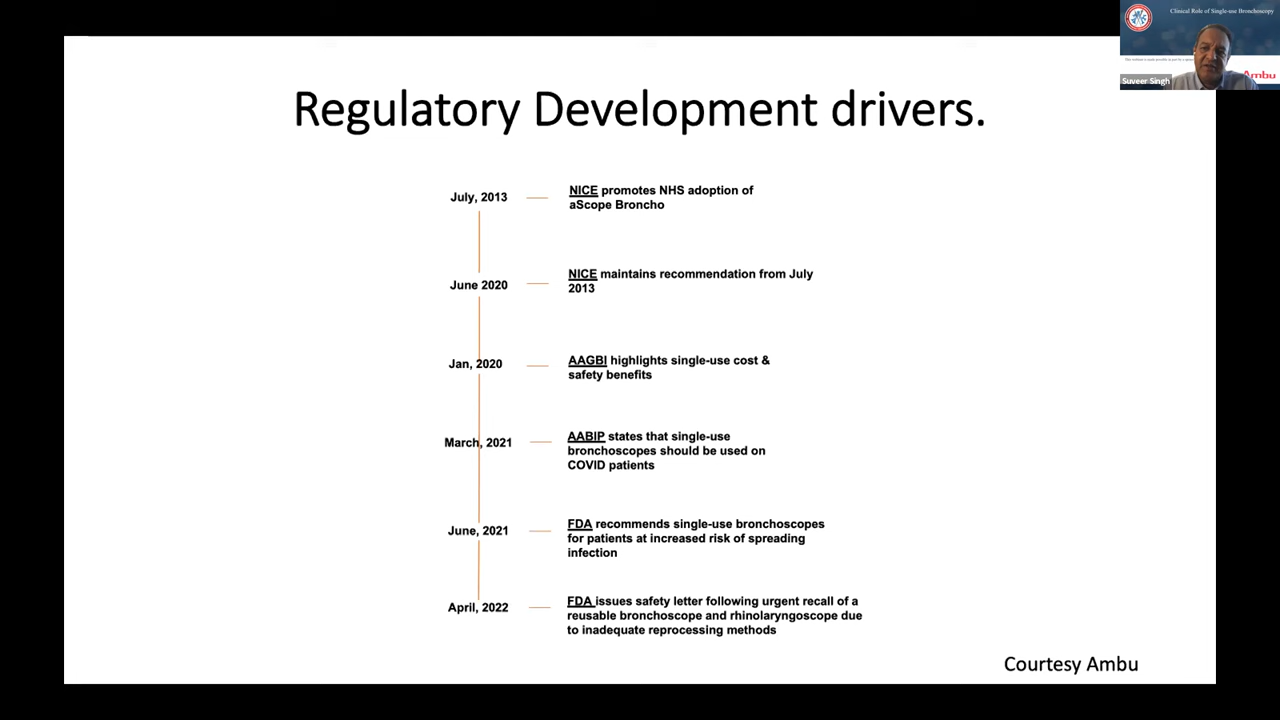 Clinical Role of Single-use Bronchoscopy
Ambu
Suveer Singh
Regulatory Development drivers.
July, 2013
NICE promotes NHS adoption of
aScope Broncho
June 2020
NICE maintains recommendation from July
2013
Jan, 2020
AAGBI highlights single-use cost &
safety benefits
March, 2021
AABIP states that single-use
bronchoscopes should be used on
COVID patients
June, 2021
FDA recommends single-use bronchoscopes
for patients at increased risk of spreading
infection
April, 2022
FDA issues safety letter following urgent recall of a
reusable bronchoscope and rhinolaryngoscope due
to inadequate reprocessing methods
Courtesy Ambu